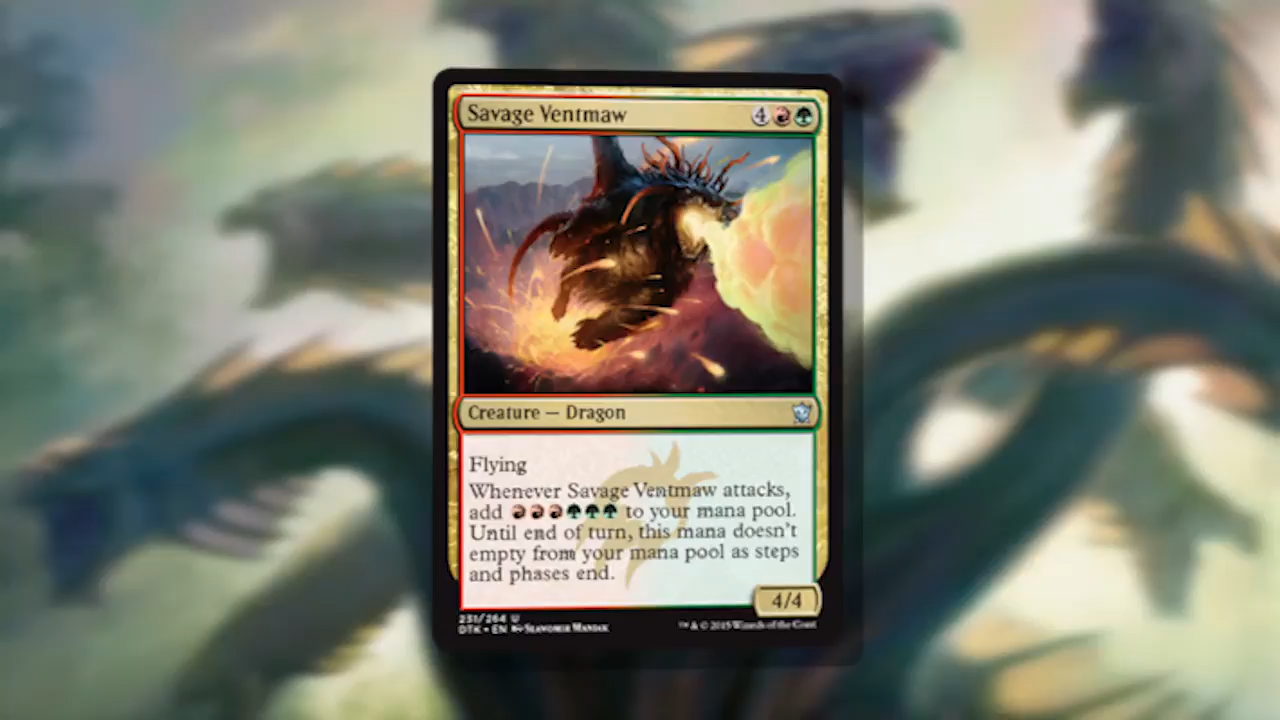 Savage Ventmaw 4
Creature — Dragon
Flying
Whenever Savage Ventmaw attacks,
add to your mana pool.
Until end of turn, this mana doesn't
empty from your mana pool as steps
and phases end.
4/4
231/264 U
DTK • EN Slawomir Maniak
™ & © 2015 Wizards of the Coast